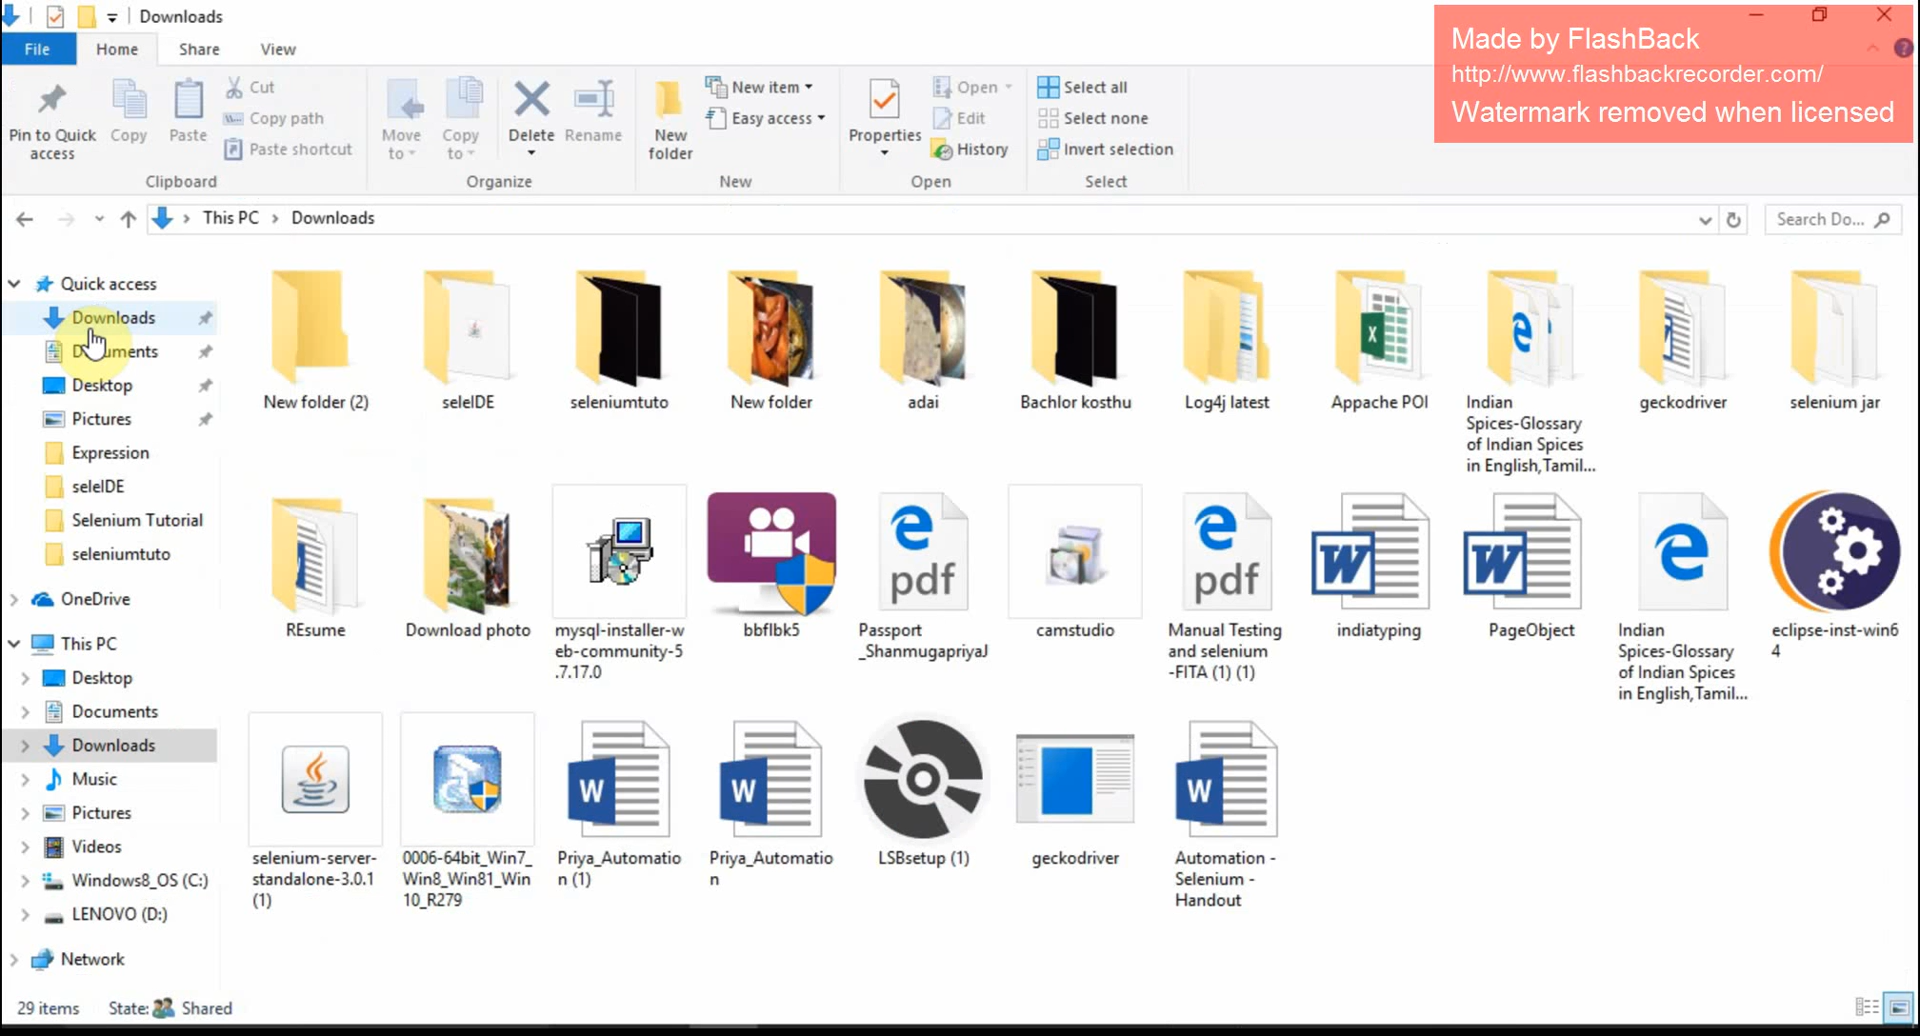 Downloads
File Home Share View
Made by FlashBack
http://www.flashbackrecorder.com/
Watermark removed when licensed
Pin to Quick access
Copy
Paste
Cut
Copy path
Paste shortcut
Clipboard
Move to
Copy to
Delete
Rename
Organize
New folder
New item
Easy access
New
Properties
Open
Edit
History
Open
Select all
Select none
Invert selection
Select
This PC > Downloads
Search Do...
Quick access
Downloads
Documents
Desktop
Pictures
Expression
seleIDE
Selenium Tutorial
seleniumtuto
OneDrive
This PC
Desktop
Documents
Downloads
Music
Pictures
Videos
Windows8_OS (C:)
LENOVO (D:)
Network
New folder (2)
seleIDE
seleniumtuto
New folder
adai
Bachlor kosthu
Log4j latest
Appache POI
Indian
Spices-Glossary
of Indian Spices
in English,Tamil...
geckodriver
selenium jar
REsume
Download photo
mysql-installer-w
eb-community-5
.7.17.0
bbflbk5
pdf
Passport
_ShanmugapriyaJ
camstudio
pdf
Manual Testing
and selenium
-FITA (1) (1)
indiatyping
PageObject
Indian
Spices-Glossary
of Indian Spices
in English,Tamil...
eclipse-inst-win6
4
selenium-server-
standalone-3.0.1
(1)
0006-64bit_Win7_
Win8_Win81_Win
10_R279
Priya_Automatio
n (1)
Priya_Automatio
n
LSBsetup (1)
geckodriver
Automation -
Selenium -
Handout
29 items State: Shared